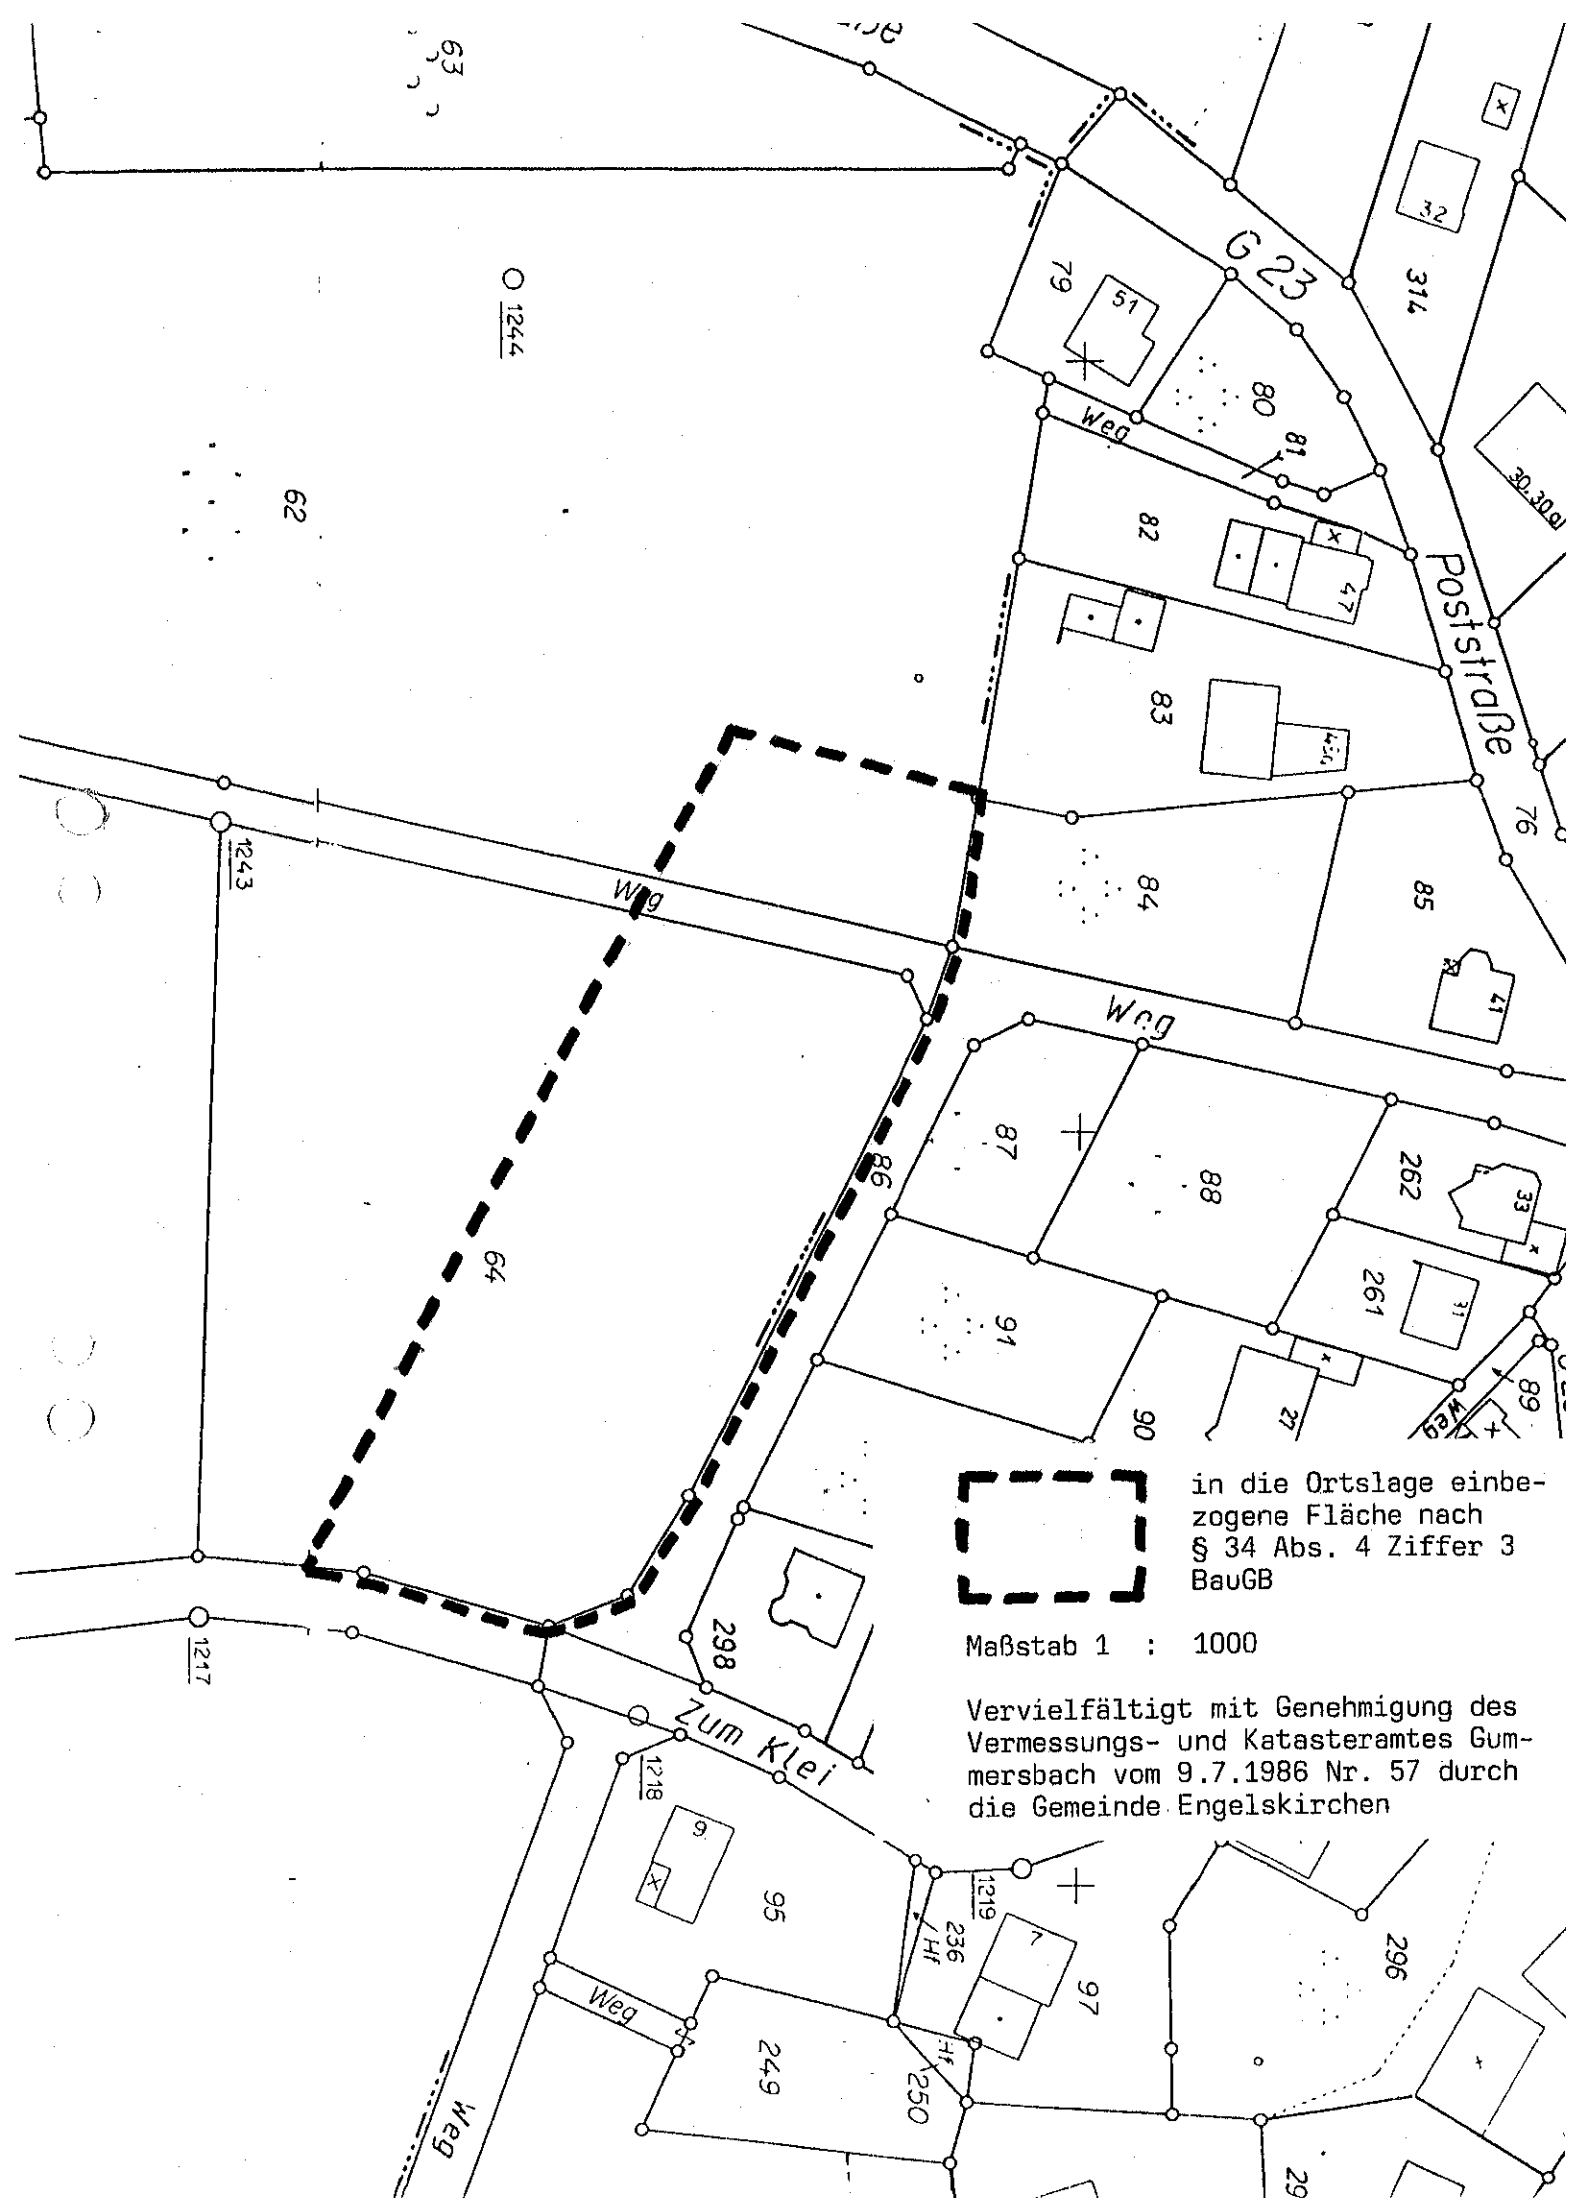 63
1244
62
G 23
79
51
80
81
Weg
32
314
30.30a
82
47
Poststraße
83
76
84
85
41
Weg
1243
Weg
87
88
262
33
261
31
86
64
91
90
27
89
Weg
in die Ortslage einbe-
zogene Fläche nach
§ 34 Abs. 4 Ziffer 3
BauGB
Maßstab 1 : 1000
Vervielfältigt mit Genehmigung des
Vermessungs- und Katasteramtes Gum-
mersbach vom 9.7.1986 Nr. 57 durch
die Gemeinde Engelskirchen
298
1217
Zum Klei
1218
9
95
1219
236
Hf
7
97
296
Weg
249
Hf
250
Weg
29